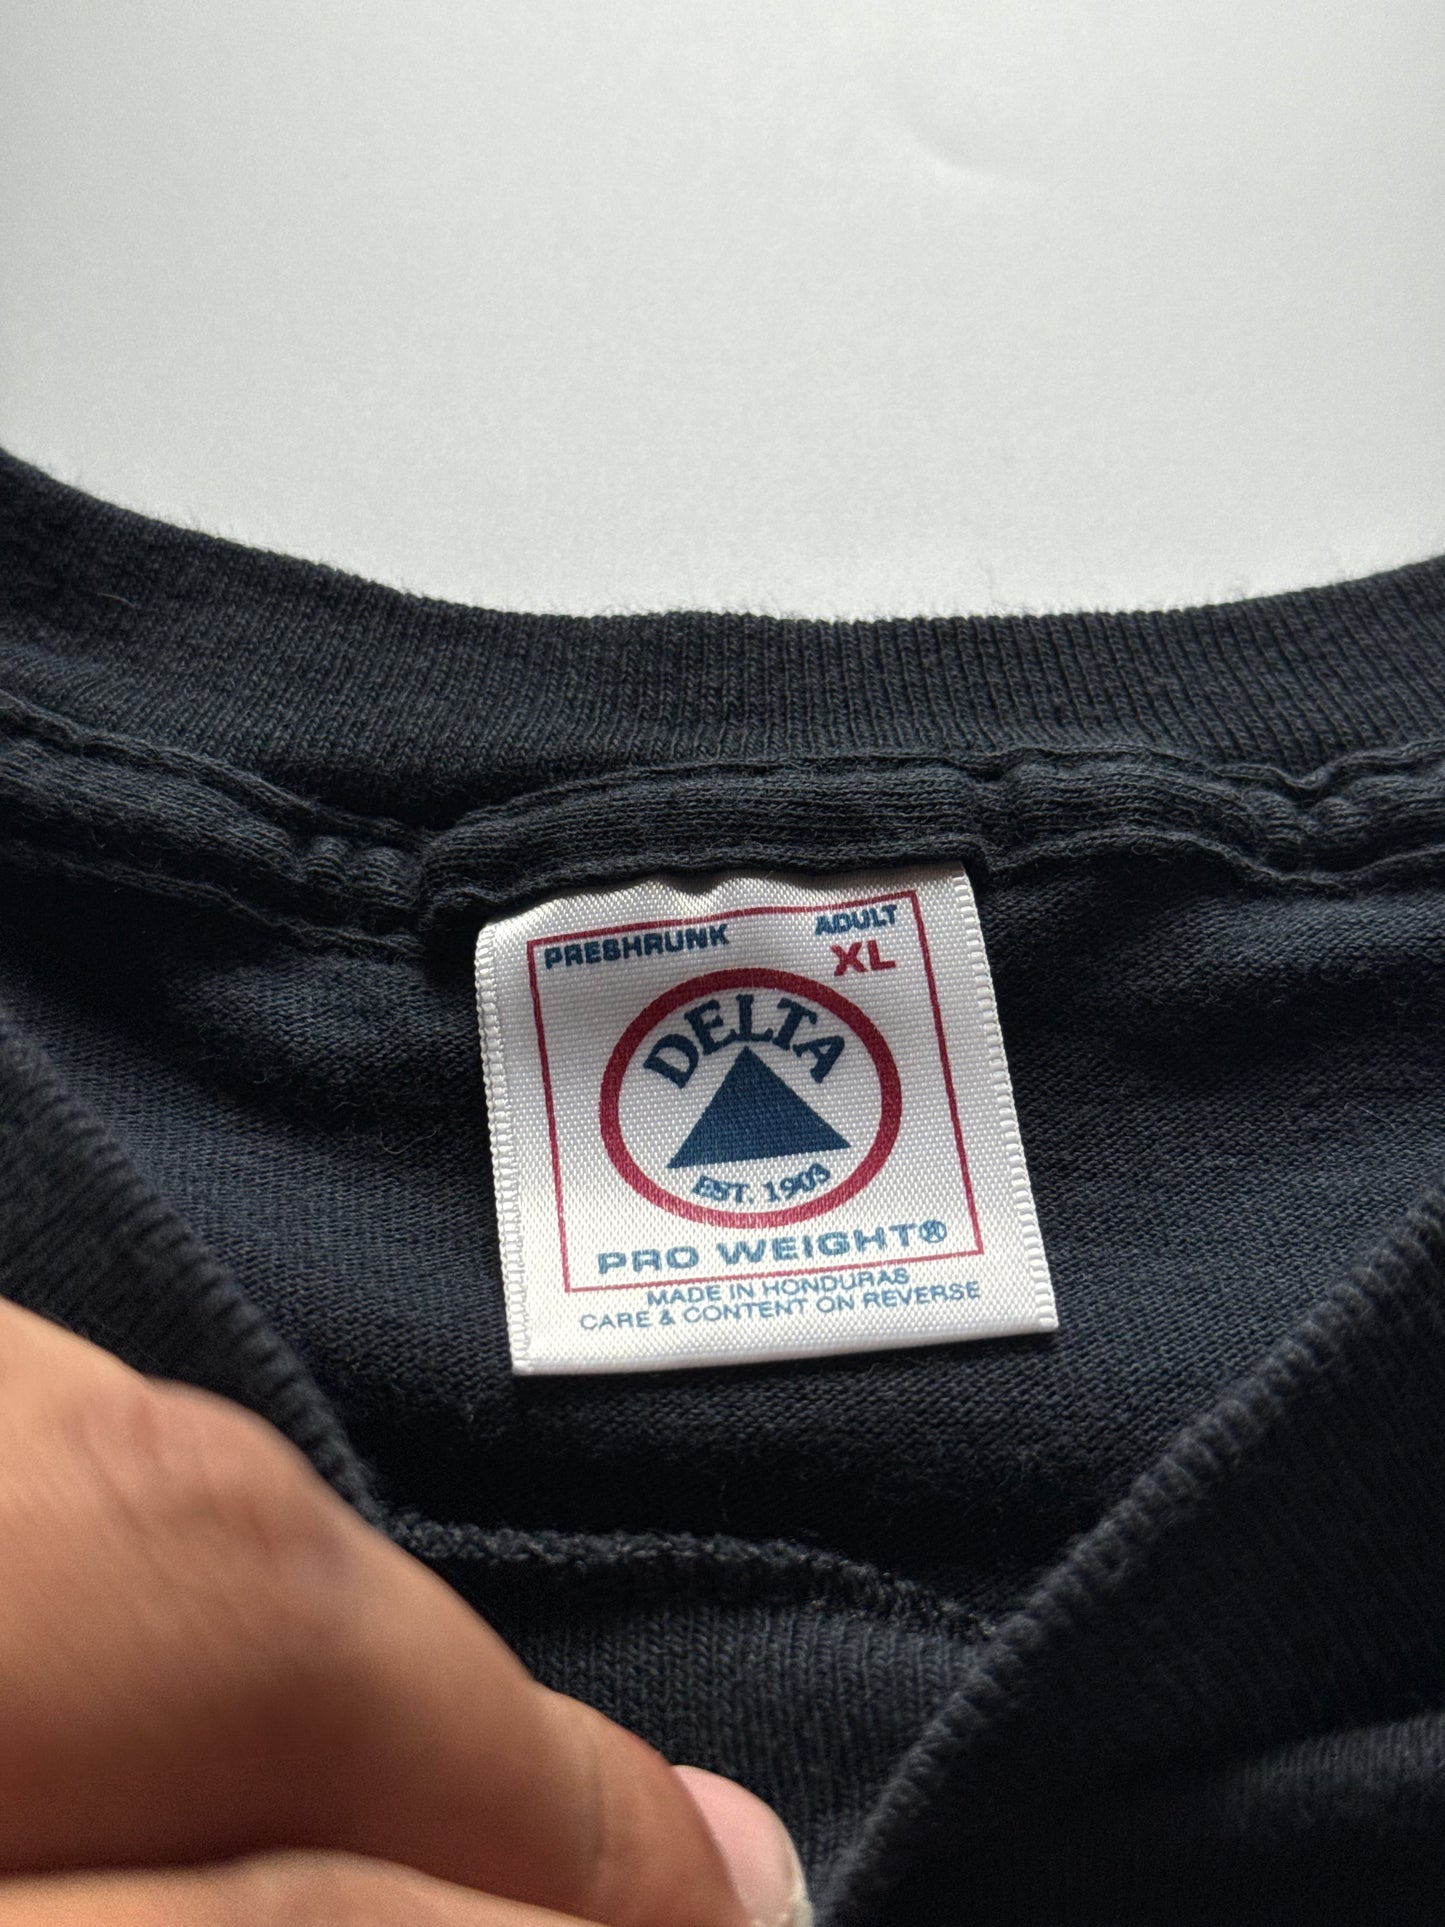 PRESHRUNK ADULT
XL
DELTA
EST. 1903
PRO WEIGHT®
MADE IN HONDURAS
CARE & CONTENT ON REVERSE